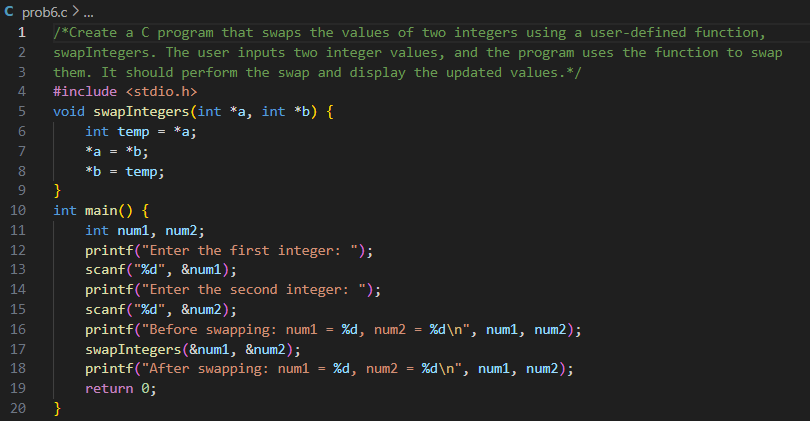 C prob6.c > ...
1 /*Create a C program that swaps the values of two integers using a user-defined function,
2 swapIntegers. The user inputs two integer values, and the program uses the function to swap
3 them. It should perform the swap and display the updated values.*/
4 #include <stdio.h>
5 void swapIntegers(int *a, int *b) {
6     int temp = *a;
7     *a = *b;
8     *b = temp;
9 }
10 int main() {
11     int num1, num2;
12     printf("Enter the first integer: ");
13     scanf("%d", &num1);
14     printf("Enter the second integer: ");
15     scanf("%d", &num2);
16     printf("Before swapping: num1 = %d, num2 = %d\n", num1, num2);
17     swapIntegers(&num1, &num2);
18     printf("After swapping: num1 = %d, num2 = %d\n", num1, num2);
19     return 0;
20 }